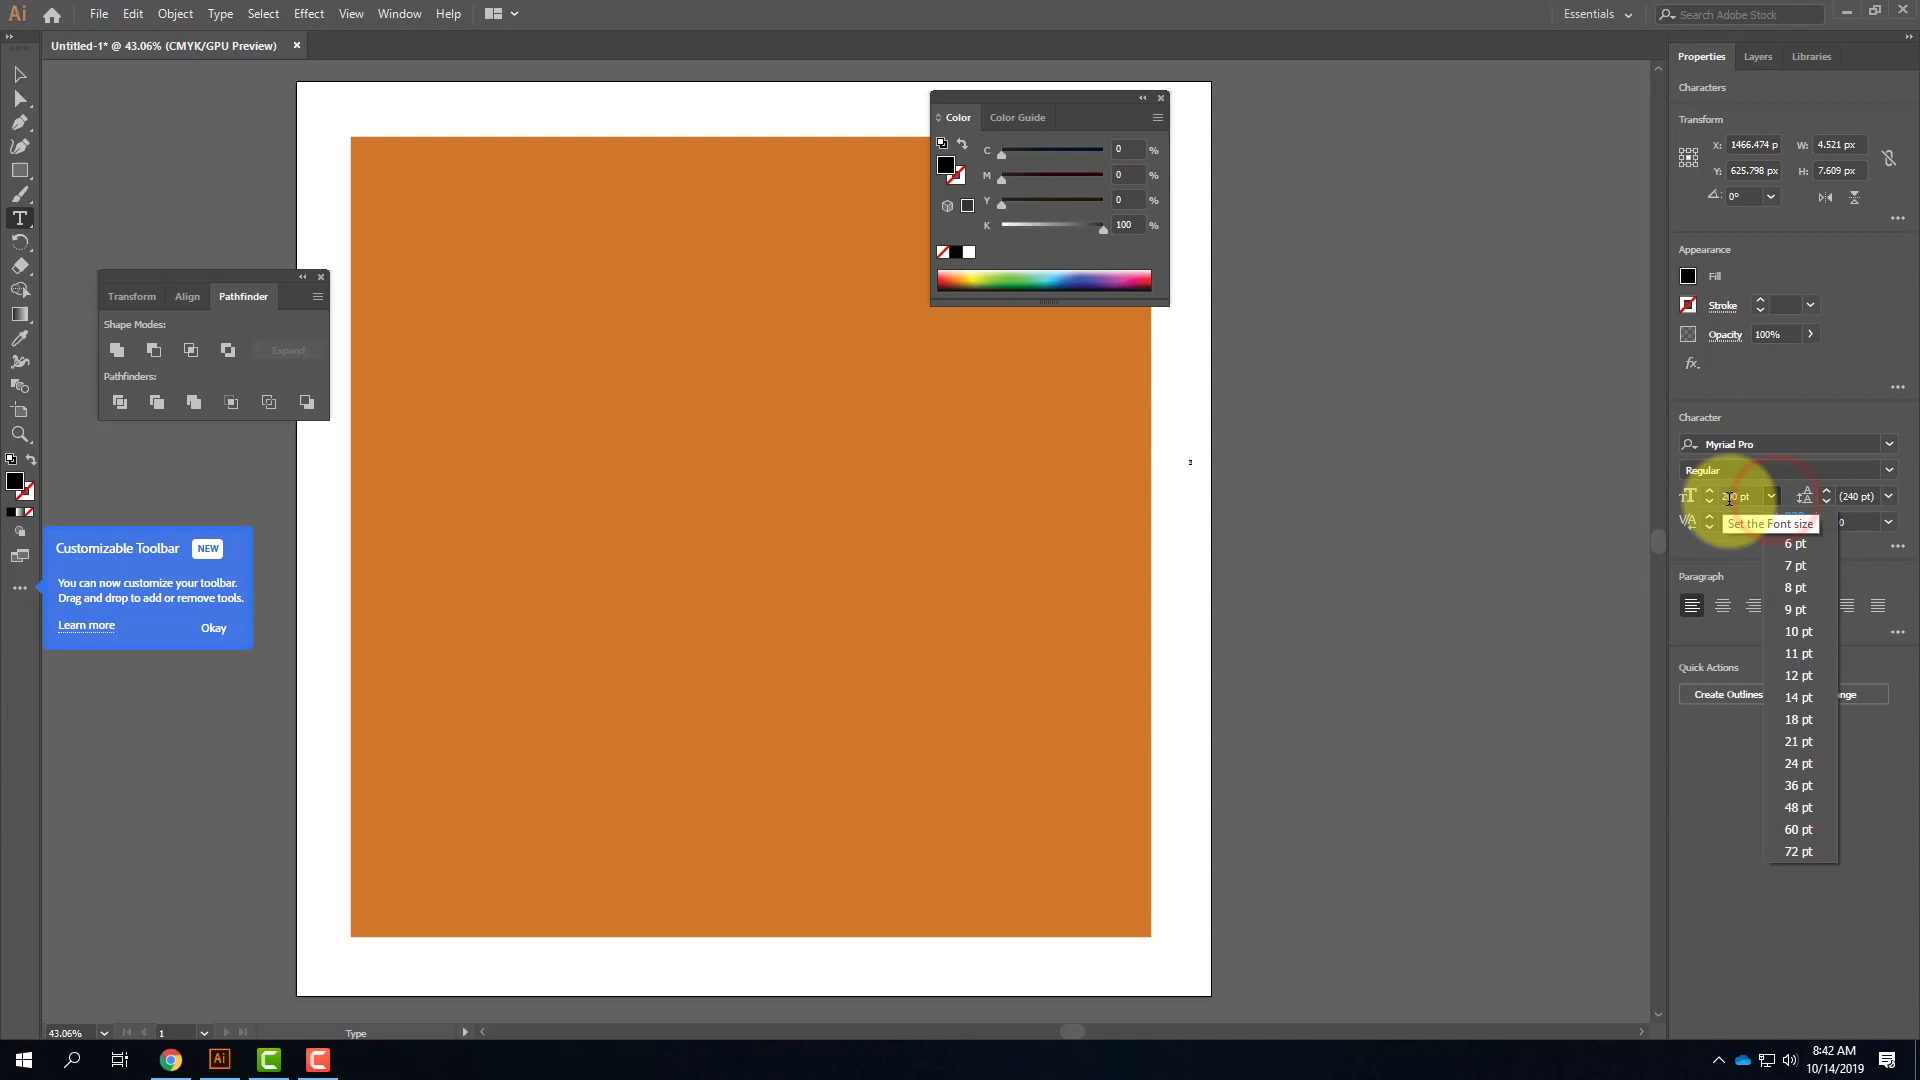 Ai
File Edit Object Type Select Effect View Window Help
Essentials
Search Adobe Stock
Untitled-1* @ 43.06% (CMYK/GPU Preview)
Properties Layers Libraries
Characters
Transform
X: 1466.474 p W: 4.521 px
Y: 625.798 px H: 7.609 px
0°
Appearance
Fill
Stroke
Opacity 100%
fx.
Character
Myriad Pro
Regular
(240 pt)
Set the Font size
0
6 pt
7 pt
8 pt
9 pt
10 pt
11 pt
12 pt
14 pt
18 pt
21 pt
24 pt
36 pt
48 pt
60 pt
72 pt
Paragraph
Quick Actions
Create Outlines
Color Color Guide
C 0 %
M 0 %
Y 0 %
K 100 %
Transform Align Pathfinder
Shape Modes:
Expand
Pathfinders:
Customizable Toolbar NEW
You can now customize your toolbar.
Drag and drop to add or remove tools.
Learn more Okay
43.06% 1 Type
Ai
8:42 AM
10/14/2019